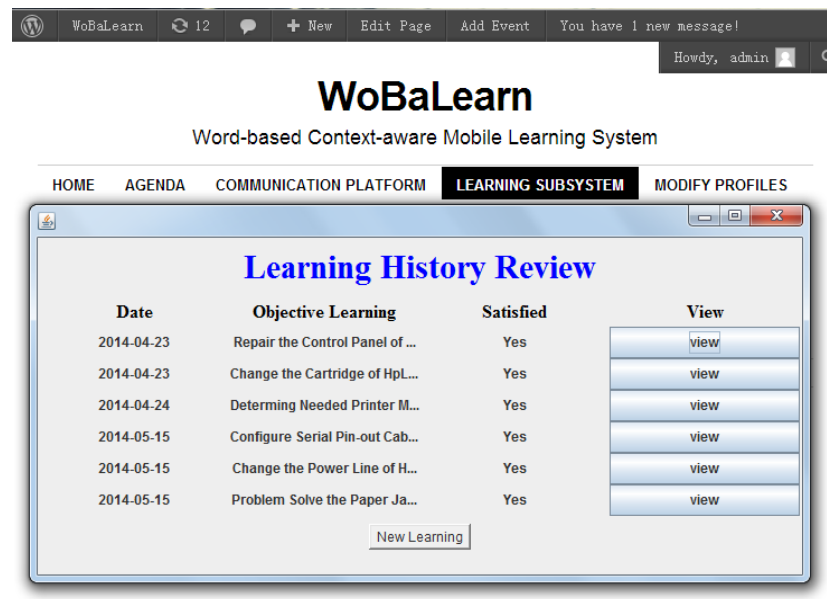 WoBaLearn 12 New Edit Page Add Event You have 1 new message!
Howdy, admin
WoBaLearn
Word-based Context-aware Mobile Learning System
HOME AGENDA COMMUNICATION PLATFORM LEARNING SUBSYSTEM MODIFY PROFILES
Learning History Review
Date Objective Learning Satisfied View
2014-04-23 Repair the Control Panel of ... Yes view
2014-04-23 Change the Cartridge of HpL... Yes view
2014-04-24 Determing Needed Printer M... Yes view
2014-05-15 Configure Serial Pin-out Cab... Yes view
2014-05-15 Change the Power Line of H... Yes view
2014-05-15 Problem Solve the Paper Ja... Yes view
New Learning